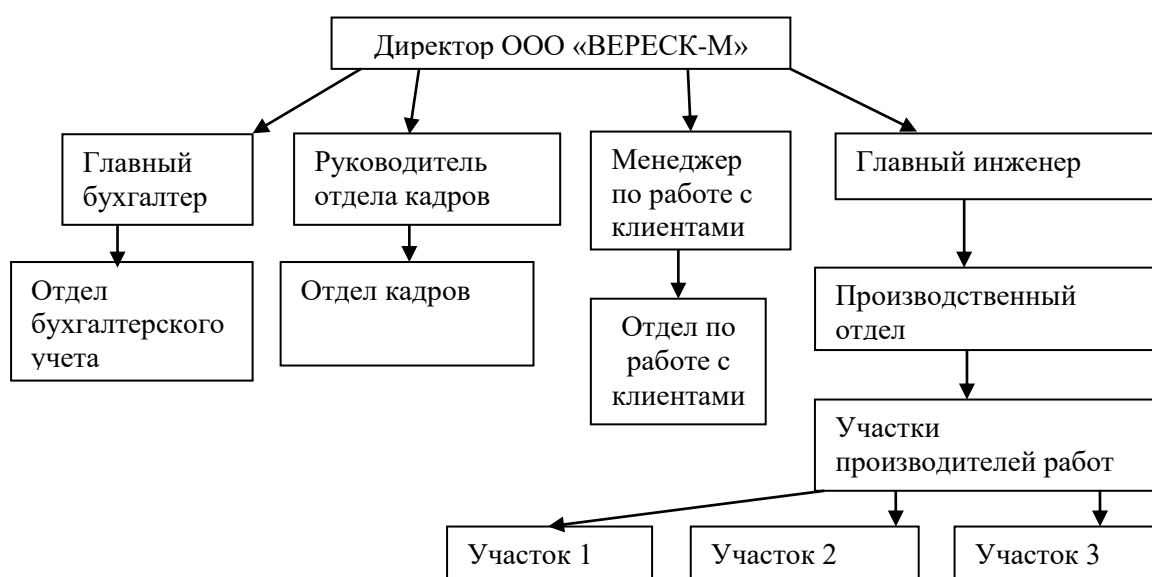 Директор ООО «ВЕРЕСК-М»
Главный
бухгалтер
Руководитель
отдела кадров
Менеджер
по работе с
клиентами
Главный инженер
Отдел
бухгалтерского
учета
Отдел кадров
Отдел по
работе с
клиентами
Производственный
отдел
Участки
производителей работ
Участок 1
Участок 2
Участок 3